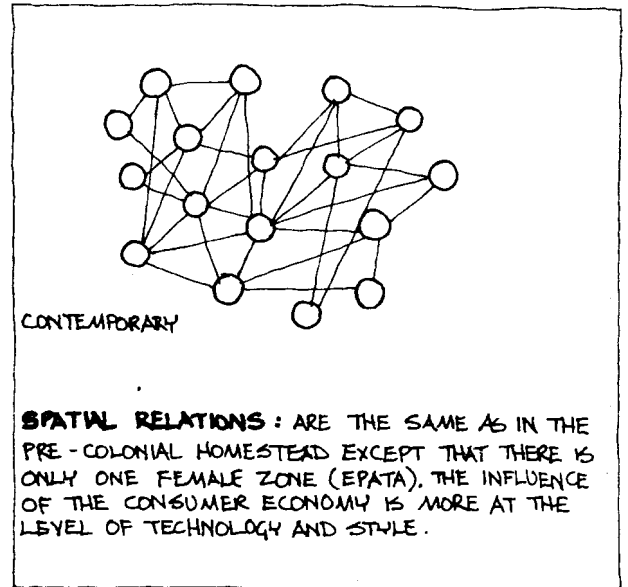 CONTEMPORARY
SPATIAL RELATIONS : ARE THE SAME AS IN THE
PRE-COLONIAL HOMESTEAD EXCEPT THAT THERE IS
ONLY ONE FEMALE ZONE (EPATA). THE INFLUENCE
OF THE CONSUMER ECONOMY IS MORE AT THE
LEVEL OF TECHNOLOGY AND STYLE.